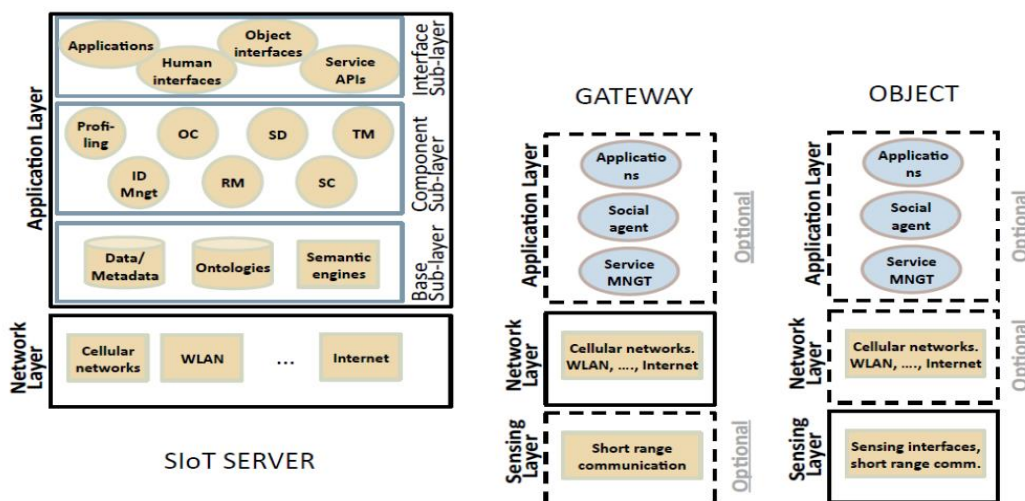 Application Layer
Applications
Human
interfaces
Object
interfaces
Service
APIs
Interface
Sub-layer
Profi-
ling
OC
SD
TM
ID
Mngt
RM
SC
Component
Sub-layer
Data/
Metadata
Ontologies
Semantic
engines
Base
Sub-layer
Network
Layer
Cellular
networks
WLAN
...
Internet
SIoT SERVER
GATEWAY
Application Layer
Applicatio
ns
Social
agent
Service
MNGT
Optional
Network
Layer
Cellular networks.
WLAN, ...., Internet
Sensing
Layer
Short range
communication
Optional
OBJECT
Application Layer
Applicatio
ns
Social
agent
Service
MNGT
Optional
Network
Layer
Cellular networks.
WLAN, ...., Internet
Optional
Sensing
Layer
Sensing interfaces,
short range comm.